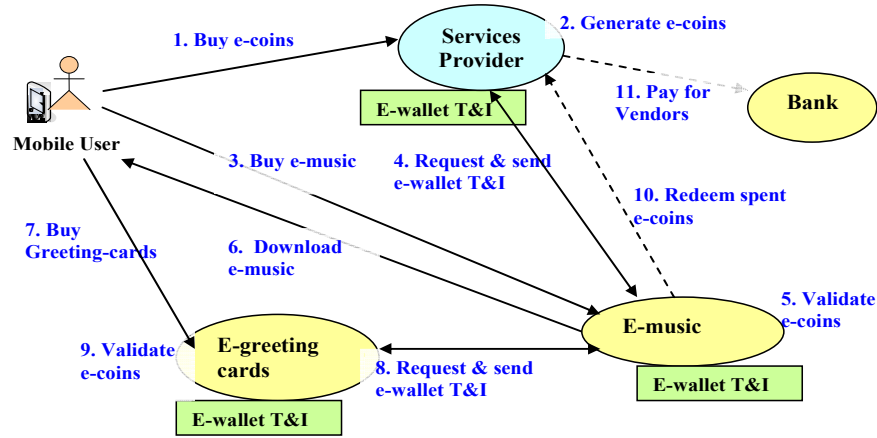 1. Buy e-coins
Services
Provider
2. Generate e-coins
E-wallet T&I
11. Pay for
Vendors
Bank
Mobile User
3. Buy e-music
4. Request & send
e-wallet T&I
10. Redeem spent
e-coins
7. Buy
Greeting-cards
6. Download
e-music
5. Validate
e-coins
E-music
E-wallet T&I
9. Validate
e-coins
E-greeting
cards
8. Request & send
e-wallet T&I
E-wallet T&I